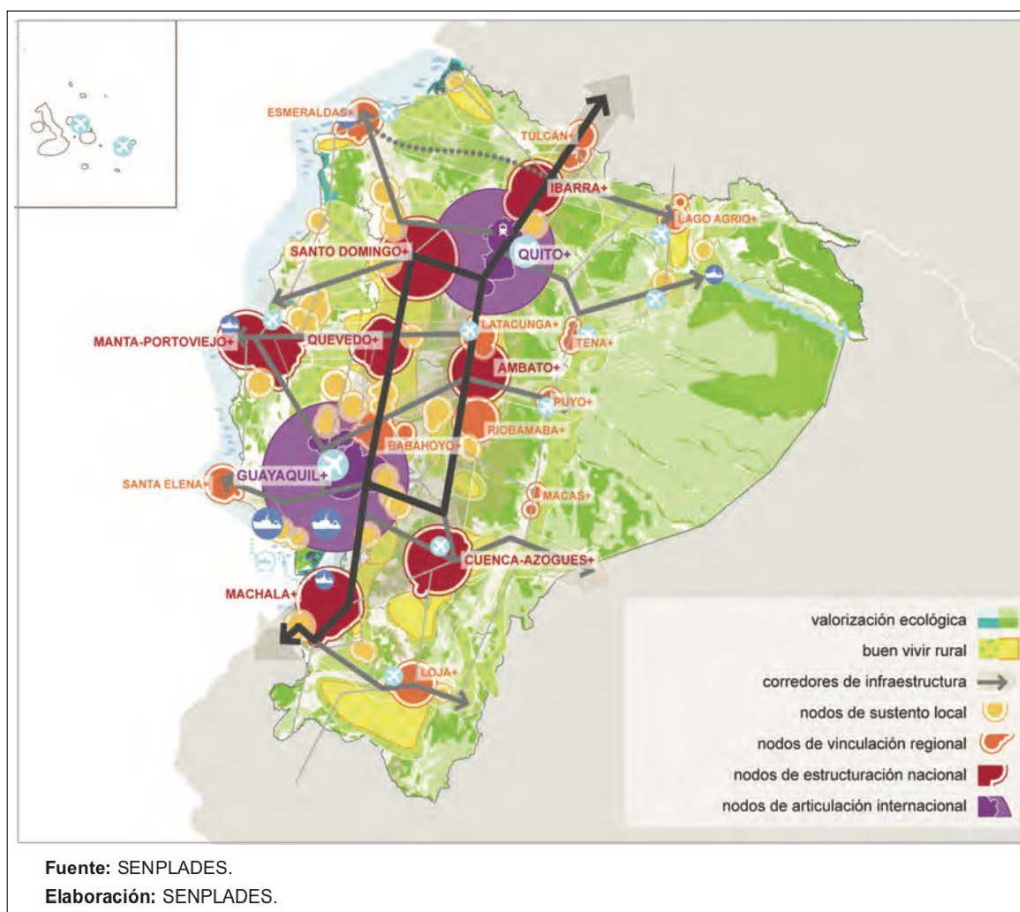 ESMERALDAS+
TULCÁN+
IBARRA+
LAGO AGRIO+
SANTO DOMINGO+
QUITO+
MANTA-PORTOVIEJO+
QUEVEDO+
LATACUNGA+
TENA+
AMBATO+
PUYO+
RIOBAMABA+
BABAHOYO+
GUAYAQUIL+
SANTA ELENA+
MACAS+
CUENCA-AZOGUES+
MACHALA+
LOJA+
valorización ecológica
buen vivir rural
corredores de infraestructura
nodos de sustento local
nodos de vinculación regional
nodos de estructuración nacional
nodos de articulación internacional
Fuente: SENPLADES.
Elaboración: SENPLADES.